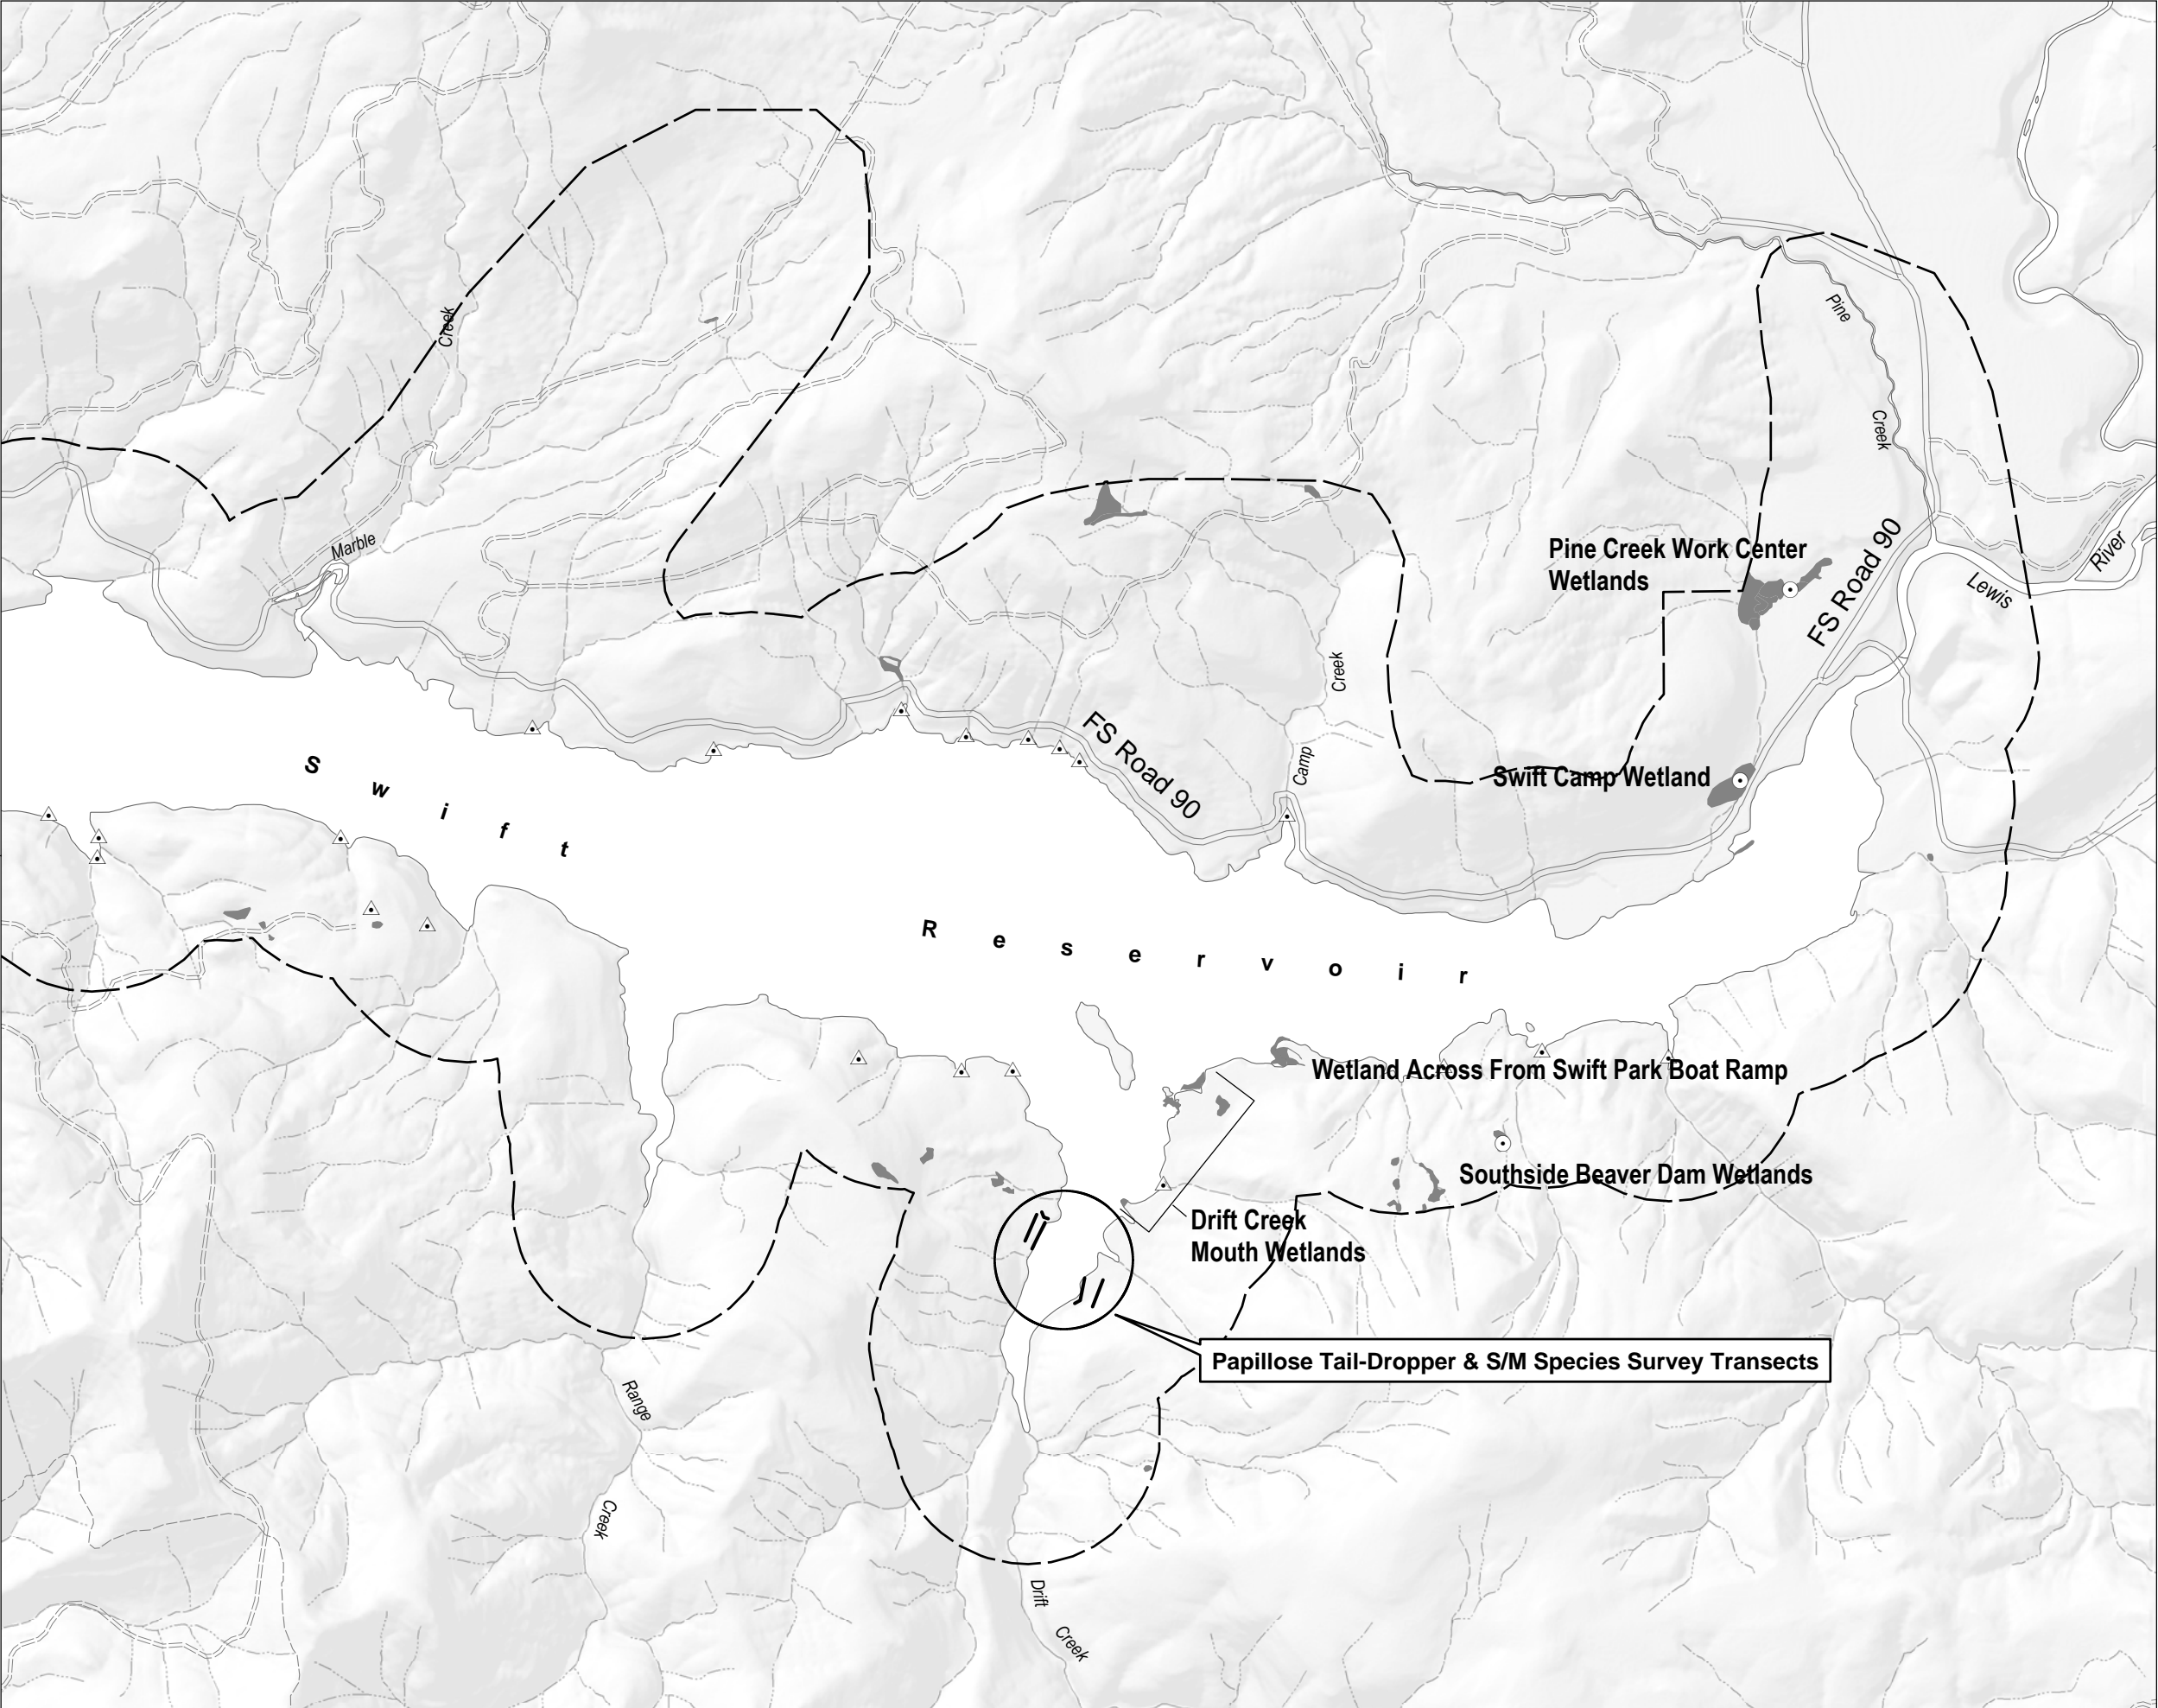 Creek
Pine
Creek
Marble
Pine Creek Work Center
Wetlands
FS Road 90
River
Lewis
Creek
FS Road 90
Camp
Swift Camp Wetland
Swift
Reservoir
Wetland Across From Swift Park Boat Ramp
Southside Beaver Dam Wetlands
Drift Creek
Mouth Wetlands
Papillose Tail-Dropper & S/M Species Survey Transects
Range
Creek
Drift
Creek